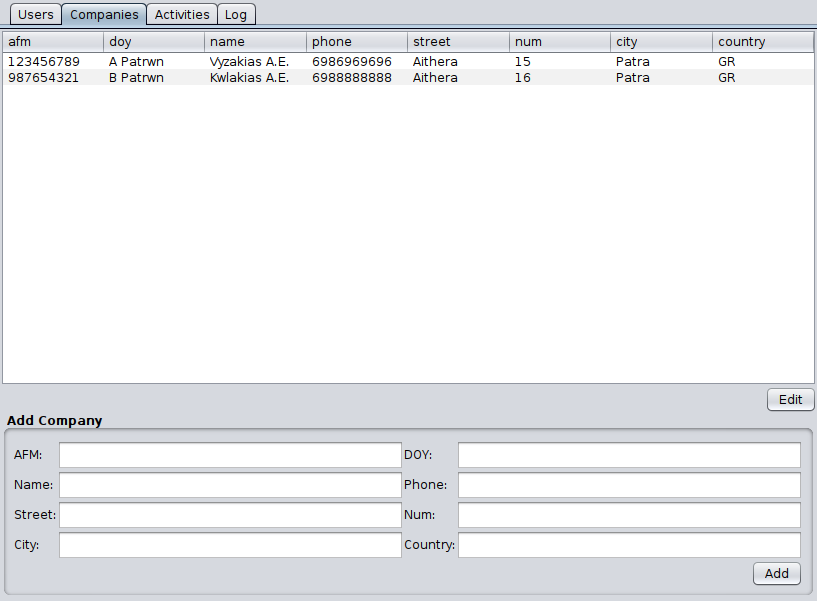 Users Companies Activities Log
afm doy name phone street num city country
123456789 A Patrwn Vyzakias A.E. 6986969696 Aithera 15 Patra GR
987654321 B Patrwn Kwlakias A.E. 6988888888 Aithera 16 Patra GR
Edit
Add Company
AFM: DOY:
Name: Phone:
Street: Num:
City: Country:
Add